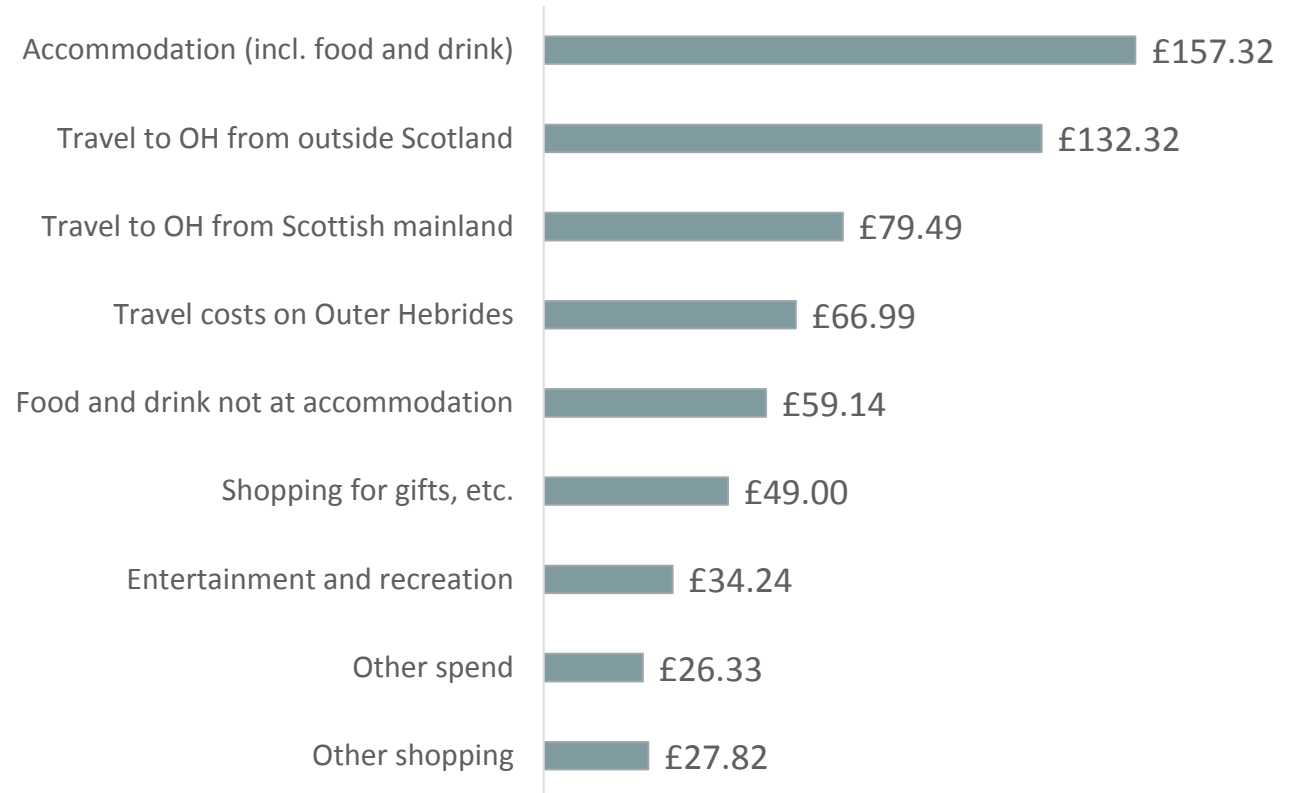 Accommodation (incl. food and drink) £157.32
Travel to OH from outside Scotland £132.32
Travel to OH from Scottish mainland £79.49
Travel costs on Outer Hebrides £66.99
Food and drink not at accommodation £59.14
Shopping for gifts, etc. £49.00
Entertainment and recreation £34.24
Other spend £26.33
Other shopping £27.82